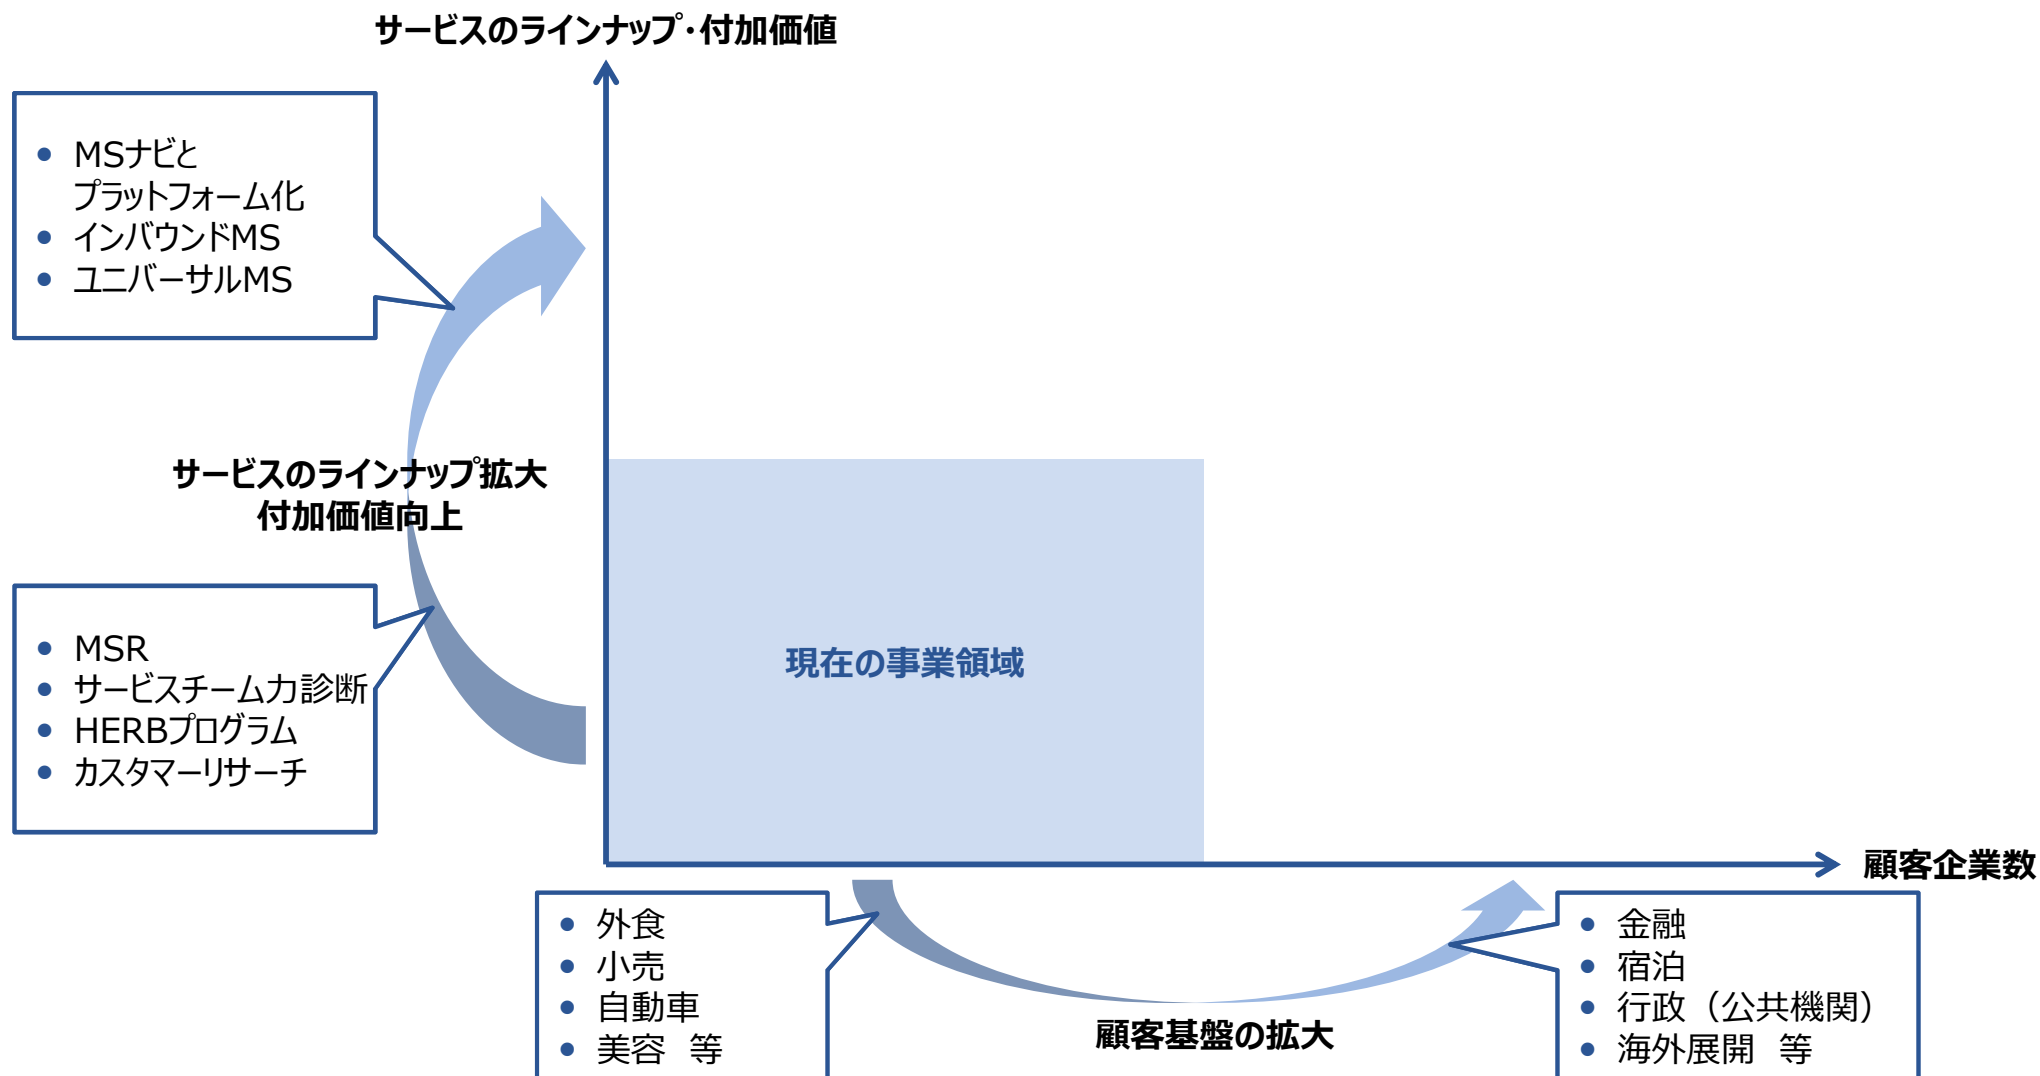 サービスのラインナップ・付加価値
● MSナビと
プラットフォーム化
● インバウンドMS
● ユニバーサルMS
サービスのラインナップ拡大
付加価値向上
● MSR
● サービスチーム力診断
● HERBプログラム
● カスタマーリサーチ
現在の事業領域
顧客企業数
● 外食
● 小売
● 自動車
● 美容　等
顧客基盤の拡大
● 金融
● 宿泊
● 行政（公共機関）
● 海外展開　等